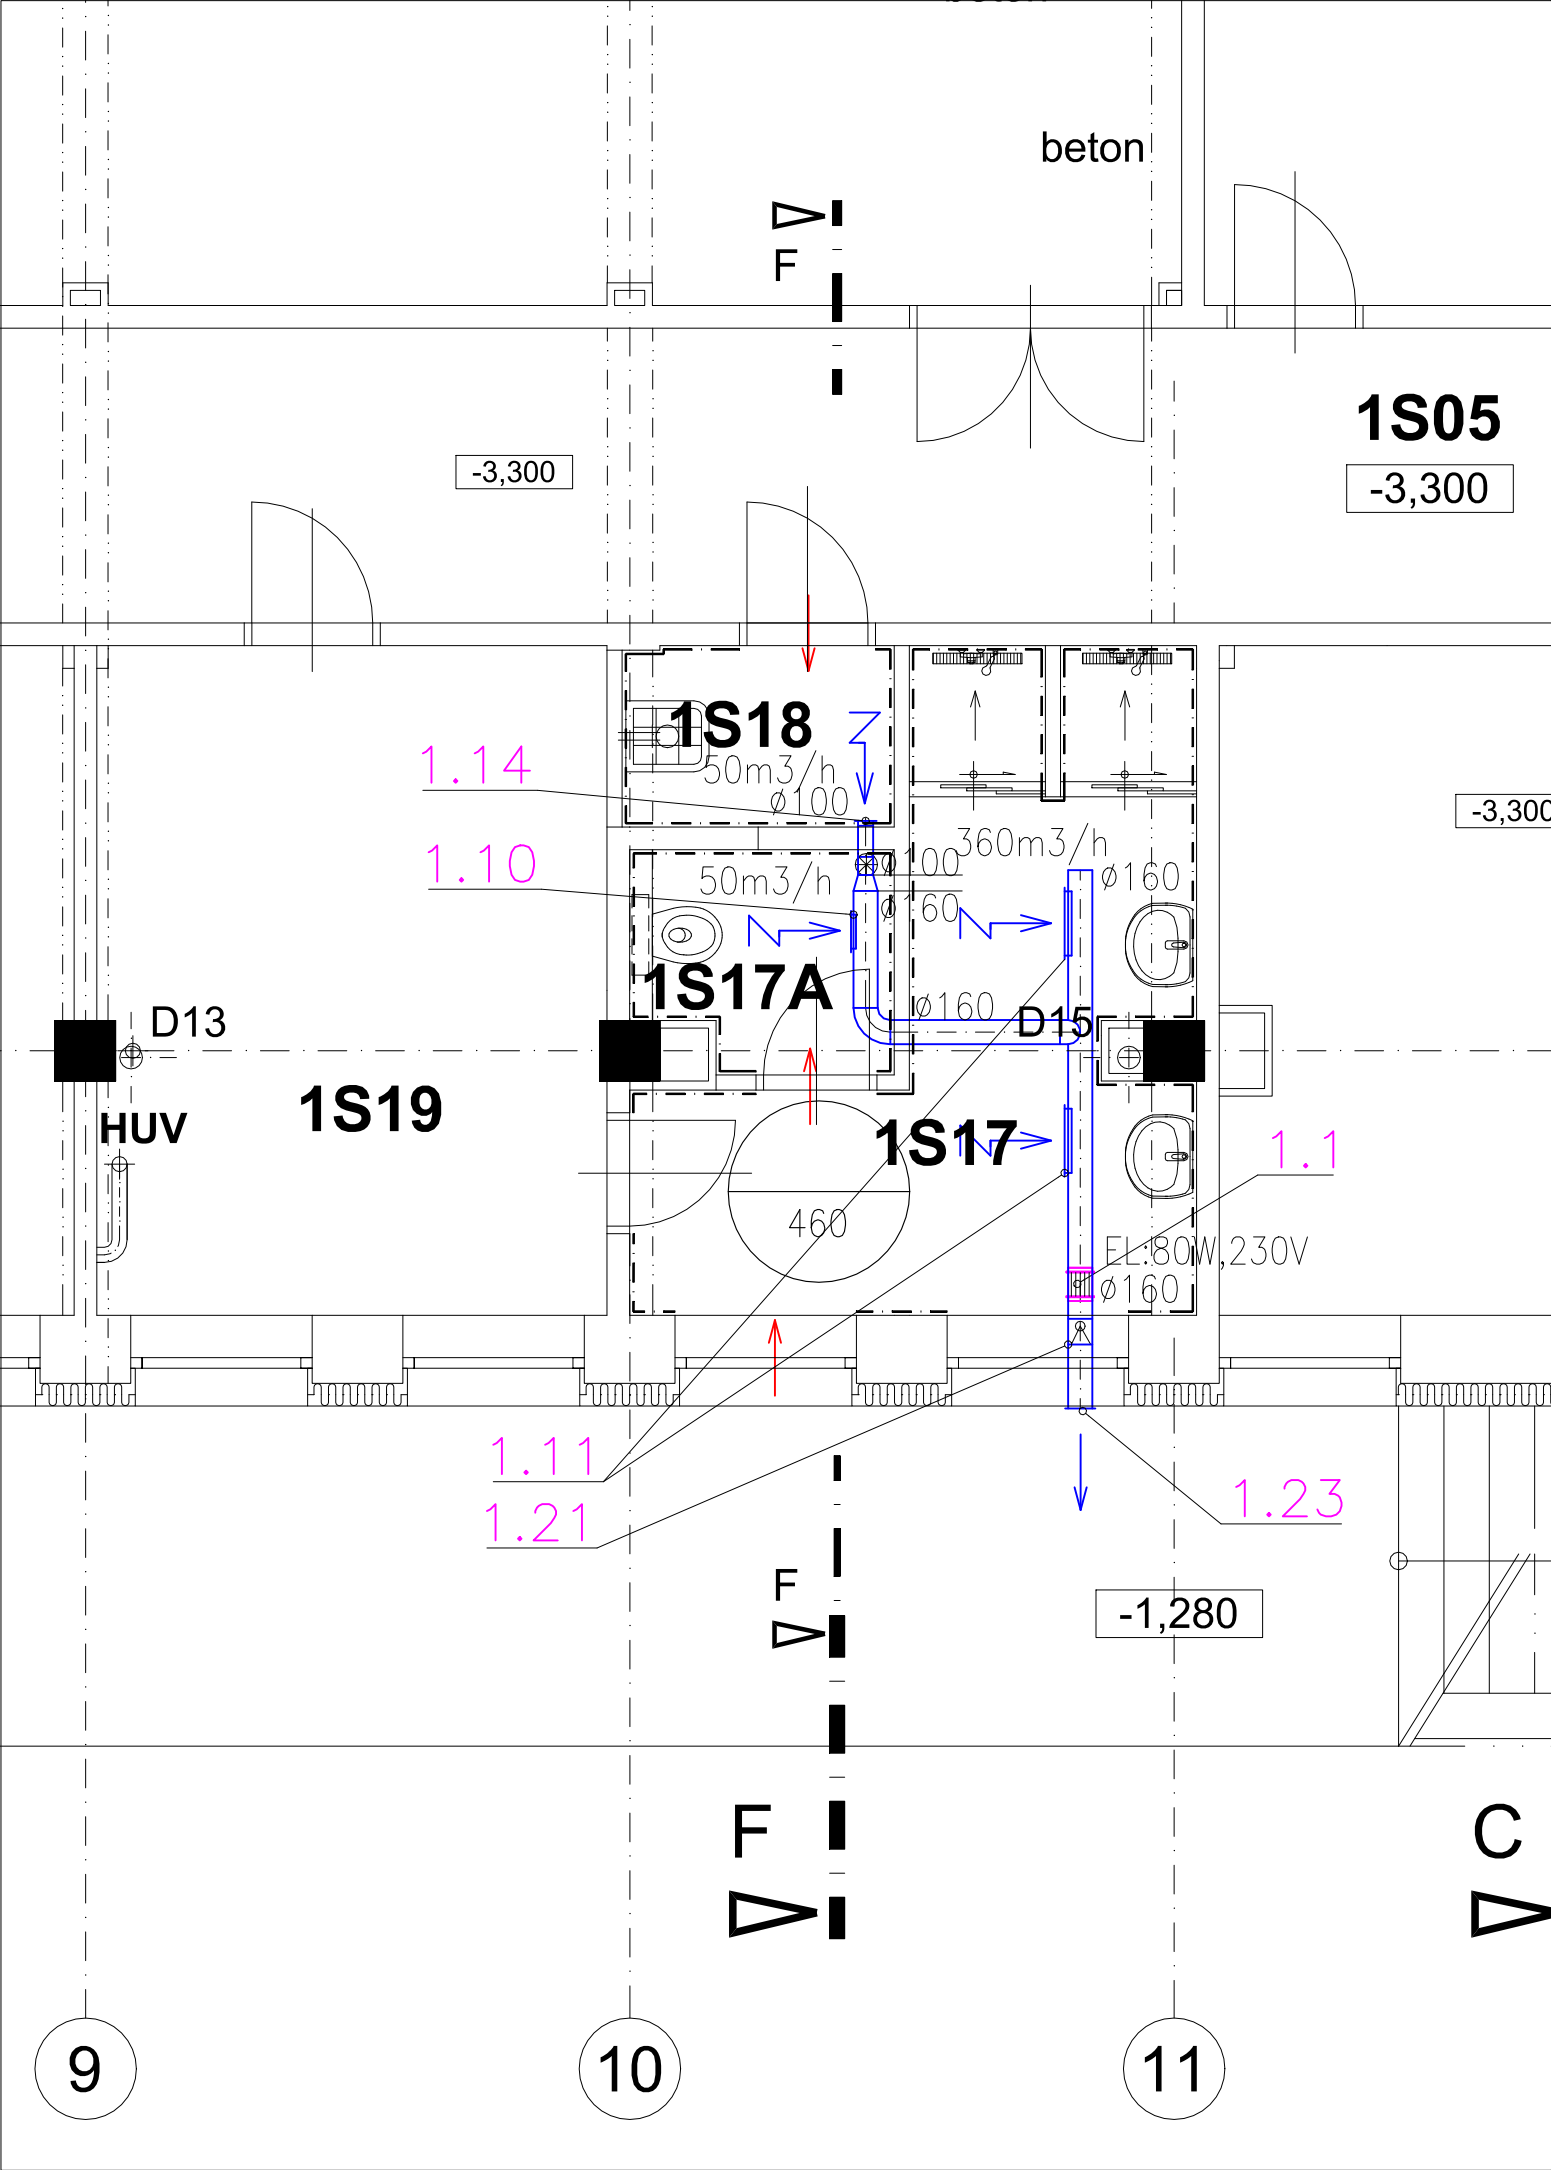 beton
F
1S05
-3,300
-3,300
1S18
1.14
50m3/h
ø100
-3,300
360m3/h
1.10
ø100
50m3/h
ø160
ø160
1S17A
ø160
D13
D15
1S19
HUV
1S17
1.1
460
EL:80W,230V
ø160
1.11
1.23
1.21
F
-1,280
F
C
9
10
11